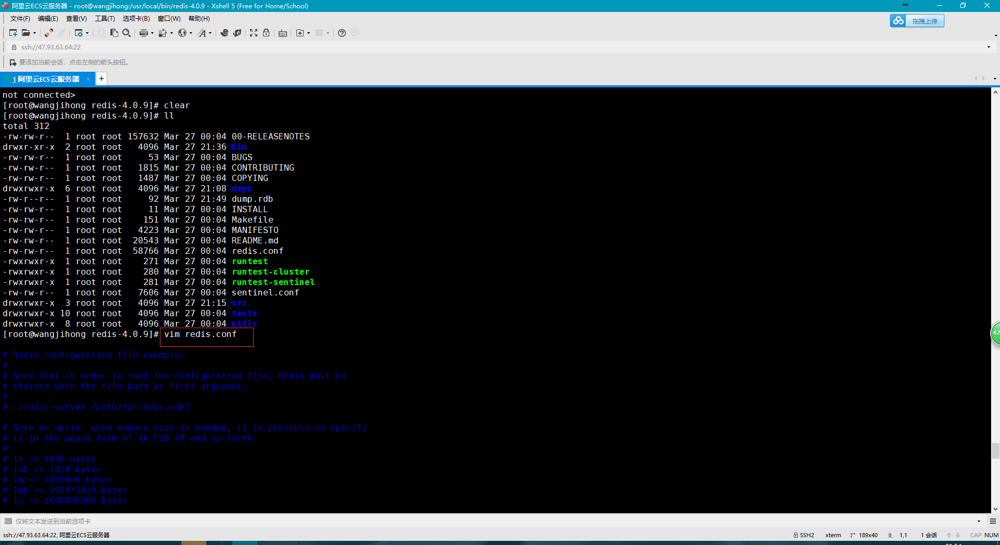 阿里云ECS云服务器 - root@wangjihong:/usr/local/bin/redis-4.0.9 - Xshell 5 (Free for Home/School)
文件(F) 编辑(E) 查看(V) 工具(T) 选项卡(B) 窗口(W) 帮助(H)
拖拽上传
ssh://47.93.63.64:22
要添加当前会话，点击左侧的箭头按钮。
1 阿里云ECS云服务器 × +
not connected>
[root@wangjihong redis-4.0.9]# clear
[root@wangjihong redis-4.0.9]# ll
total 312
-rw-rw-r--  1 root root 157632 Mar 27 00:04 00-RELEASENOTES
drwxr-xr-x  2 root root   4096 Mar 27 21:36 bin
-rw-rw-r--  1 root root     53 Mar 27 00:04 BUGS
-rw-rw-r--  1 root root   1815 Mar 27 00:04 CONTRIBUTING
-rw-rw-r--  1 root root   1487 Mar 27 00:04 COPYING
drwxrwxr-x  6 root root   4096 Mar 27 21:08 deps
-rw-r--r--  1 root root     92 Mar 27 21:49 dump.rdb
-rw-rw-r--  1 root root     11 Mar 27 00:04 INSTALL
-rw-rw-r--  1 root root    151 Mar 27 00:04 Makefile
-rw-rw-r--  1 root root   4223 Mar 27 00:04 MANIFESTO
-rw-rw-r--  1 root root  20543 Mar 27 00:04 README.md
-rw-rw-r--  1 root root  58766 Mar 27 00:04 redis.conf
-rwxrwxr-x  1 root root    271 Mar 27 00:04 runtest
-rwxrwxr-x  1 root root    280 Mar 27 00:04 runtest-cluster
-rwxrwxr-x  1 root root    281 Mar 27 00:04 runtest-sentinel
-rw-rw-r--  1 root root   7606 Mar 27 00:04 sentinel.conf
drwxrwxr-x  3 root root   4096 Mar 27 21:15 src
drwxrwxr-x 10 root root   4096 Mar 27 00:04 tests
drwxrwxr-x  8 root root   4096 Mar 27 00:04 utils
[root@wangjihong redis-4.0.9]# vim redis.conf
47
# Redis configuration file example.
#
# Note that in order to read the configuration file, Redis must be
# started with the file path as first argument:
#
# ./redis-server /path/to/redis.conf
# Note on units: when memory size is needed, it is possible to specify
# it in the usual form of 1k 5GB 4M and so forth:
#
# 1k => 1000 bytes
# 1kb => 1024 bytes
# 1m => 1000000 bytes
# 1mb => 1024*1024 bytes
# 1g => 1000000000 bytes
仅将文本发送到当前选项卡
ssh://47.93.63.64:22, 阿里云ECS云服务器 SSH2 xterm 189x40 1,1 1 会话 CAP NUM